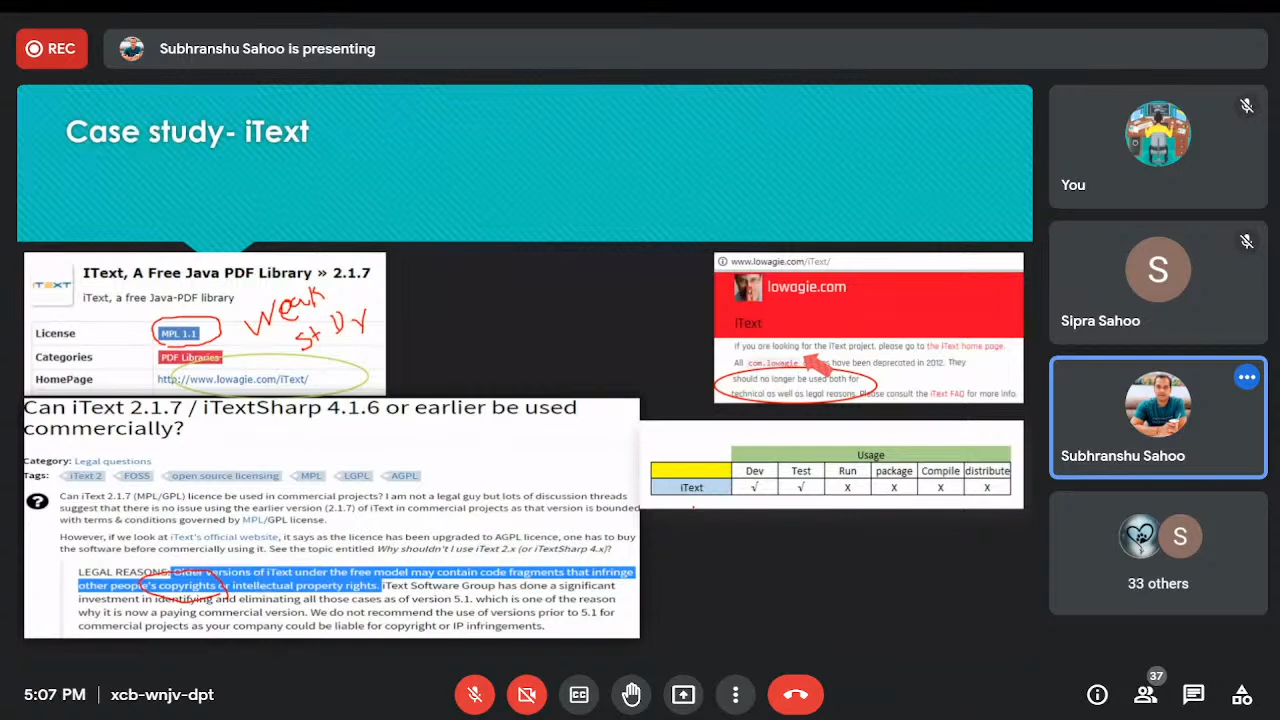 REC
Subhranshu Sahoo is presenting
Case study- iText
iTEXT
IText, A Free Java PDF Library » 2.1.7
iText, a free Java-PDF library
License MPL 1.1
Categories PDF Libraries
HomePage http://www.lowagie.com/iText/
Weak
www.lowagie.com/iText/
lowagie.com
iText
If you are looking for the iText project, please go to the iText home page.
All com.lowagie have been deprecated in 2012. They
should no longer be used both for
technical as well as legal reasons. Please consult the iText FAQ for more info.
Can iText 2.1.7 / iTextSharp 4.1.6 or earlier be used
commercially?
Category: Legal questions
Tags: iText 2 FOSS open source licensing MPL LGPL AGPL
?
Can iText 2.1.7 (MPL/GPL) licence be used in commercial projects? I am not a legal guy but lots of discussion threads
suggest that there is no issue using the earlier version (2.1.7) of iText in commercial projects as that version is bounded
with terms & conditions governed by MPL/GPL license.
However, if we look at iText's official website, it says as the licence has been upgraded to AGPL licence, one has to buy
the software before commercially using it. See the topic entitled Why shouldn't I use iText 2.x (or iTextSharp 4.x)?
LEGAL REASONS: Older versions of iText under the free model may contain code fragments that infringe
other people's copyrights or intellectual property rights. iText Software Group has done a significant
investment in identifying and eliminating all those cases as of version 5.1. which is one of the reason
why it is now a paying commercial version. We do not recommend the use of versions prior to 5.1 for
commercial projects as your company could be liable for copyright or IP infringements.
Usage
Dev Test Run package Compile distribute
iText √ √ X X X X
You
S
Sipra Sahoo
Subhranshu Sahoo
S
33 others
5:07 PM | xcb-wnjv-dpt
CC
37